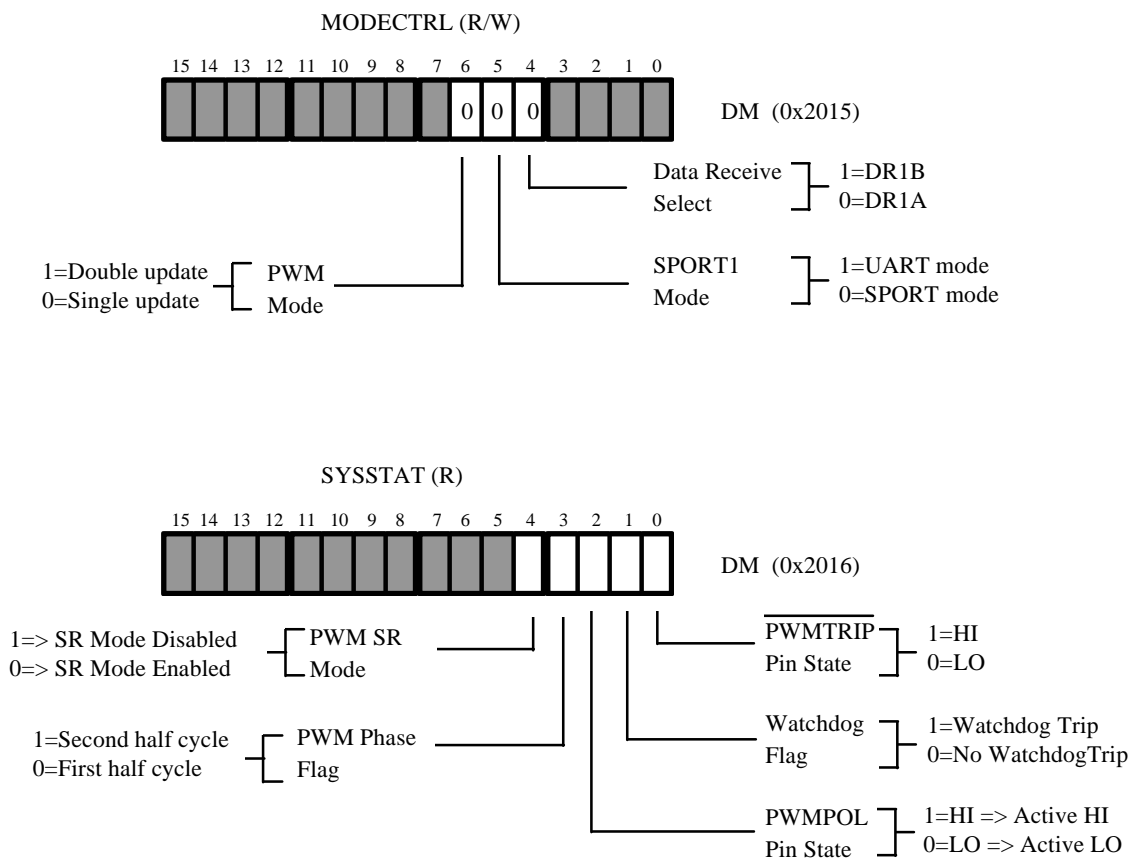 MODECTRL (R/W)
15 14 13 12 11 10 9 8 7 6 5 4 3 2 1 0
0 0 0
DM (0x2015)
Data Receive
Select
1=DR1B
0=DR1A
1=Double update
0=Single update
PWM
Mode
SPORT1
Mode
1=UART mode
0=SPORT mode
SYSSTAT (R)
15 14 13 12 11 10 9 8 7 6 5 4 3 2 1 0
DM (0x2016)
1=> SR Mode Disabled
0=> SR Mode Enabled
PWM SR
Mode
PWMTRIP
Pin State
1=HI
0=LO
1=Second half cycle
0=First half cycle
PWM Phase
Flag
Watchdog
Flag
1=Watchdog Trip
0=No WatchdogTrip
PWMPOL
Pin State
1=HI => Active HI
0=LO => Active LO